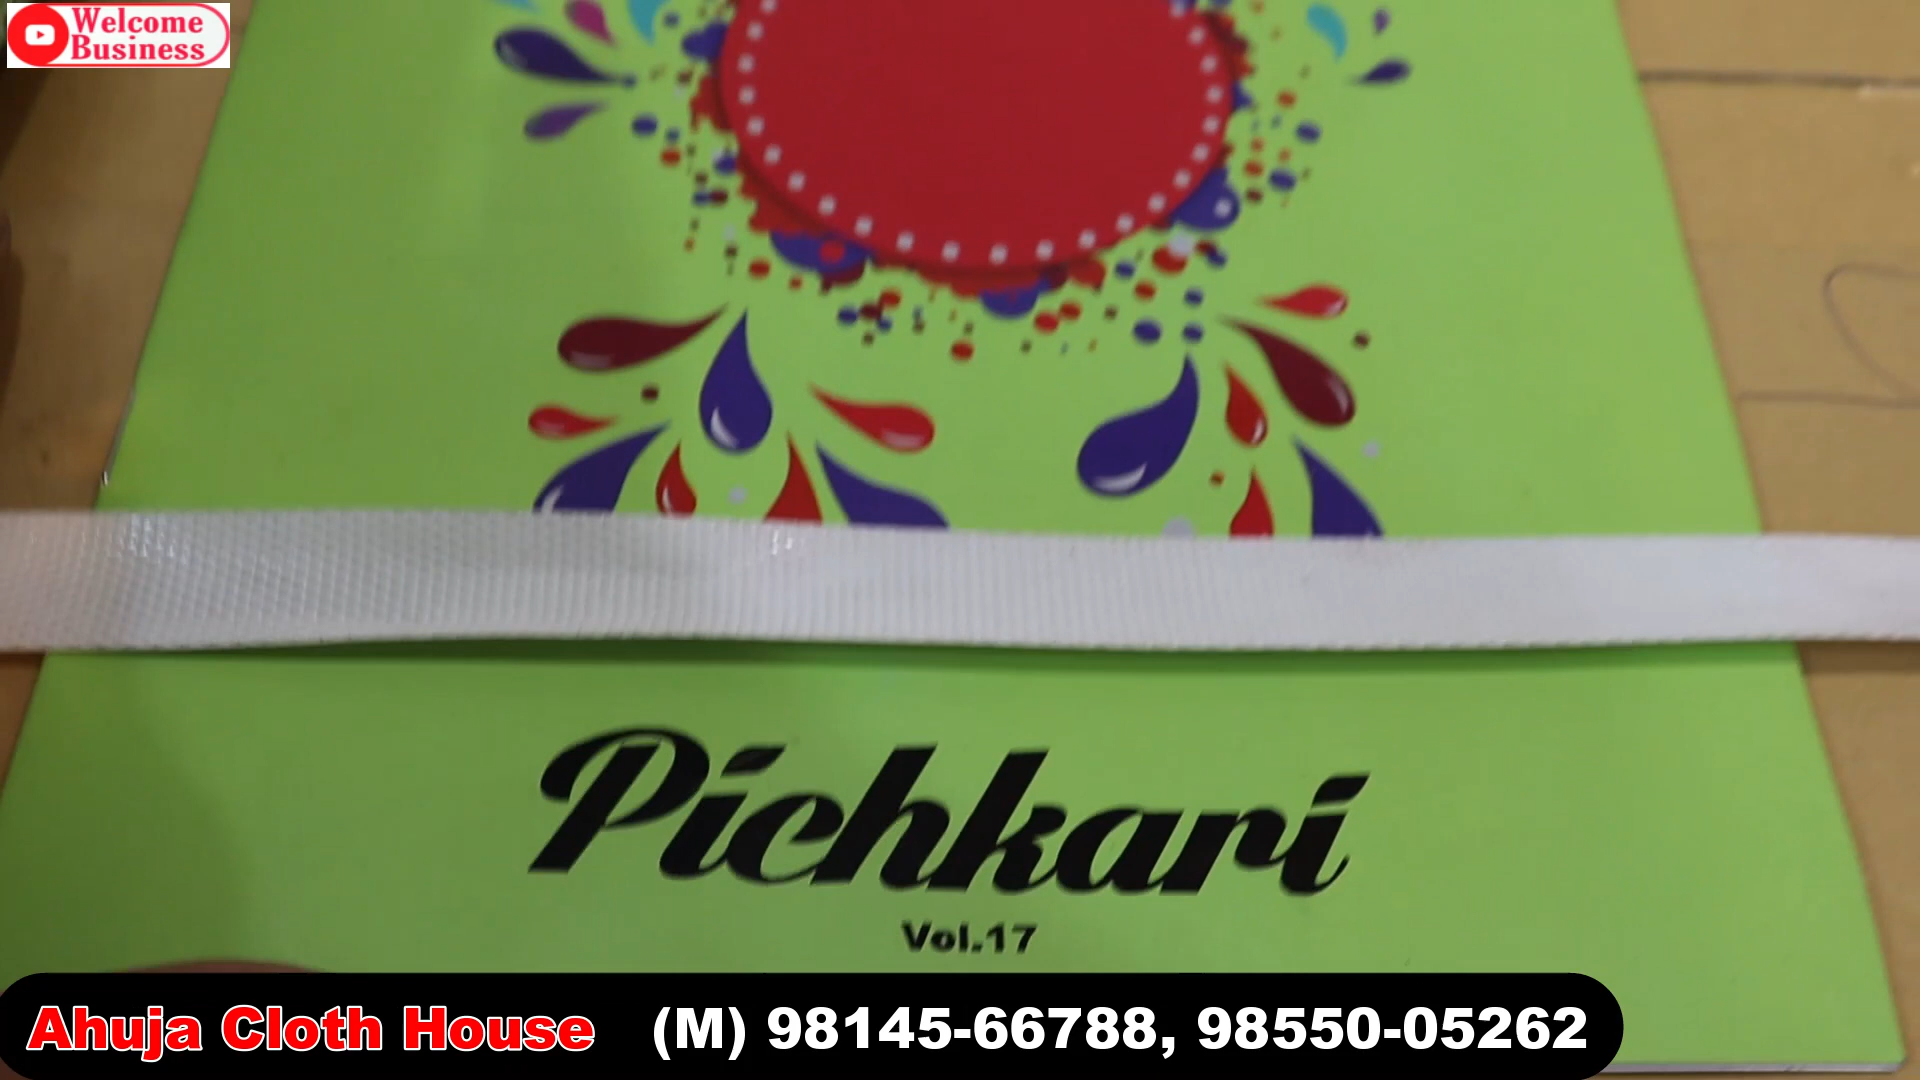 Welcome
Business
Pichkari
Vol.17
Ahuja Cloth House (M) 98145-66788, 98550-05262